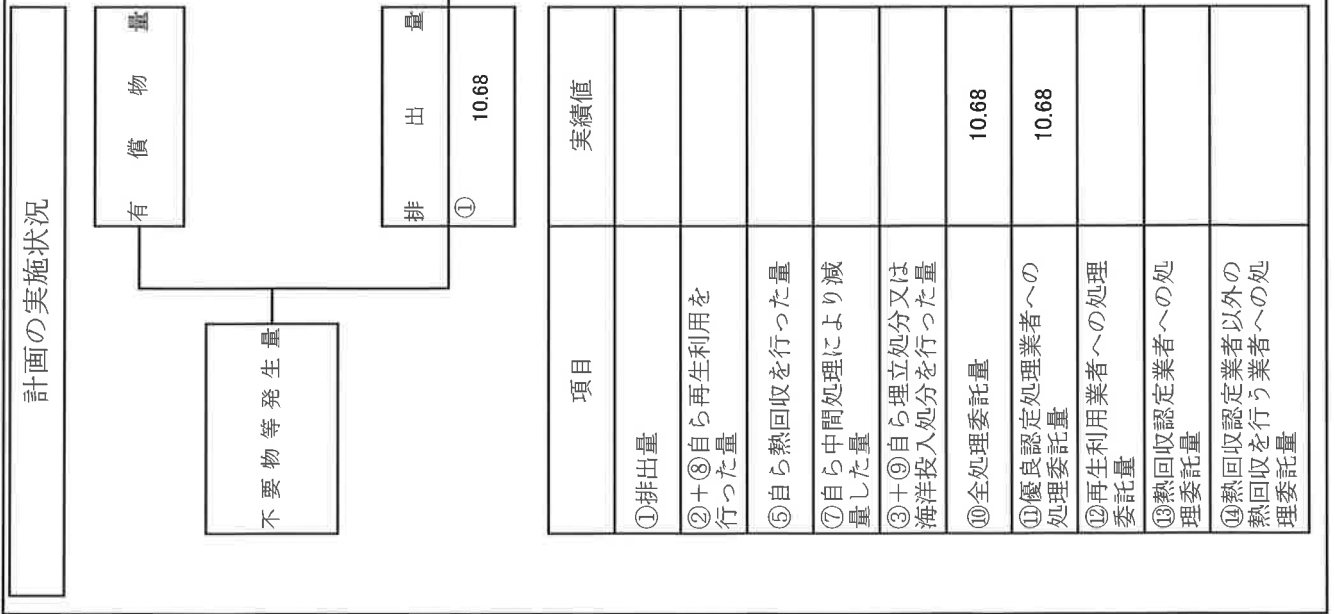 計画の実施状況
有償物量
不要物等発生量
排出量
①
10.68
項目
実績値
①排出量
②＋⑧自ら再生利用を
行った量
⑤自ら熱回収を行った量
⑦自ら中間処理により減
量した量
③＋⑨自ら埋立処分又は
海洋投入処分を行った量
⑩全処理委託量
10.68
⑪優良認定処理業者への
処理委託量
10.68
⑫再生利用業者への処理
委託量
⑬熱回収認定業者への処
理委託量
⑭熱回収認定業者以外の
熱回収を行う業者への処
理委託量